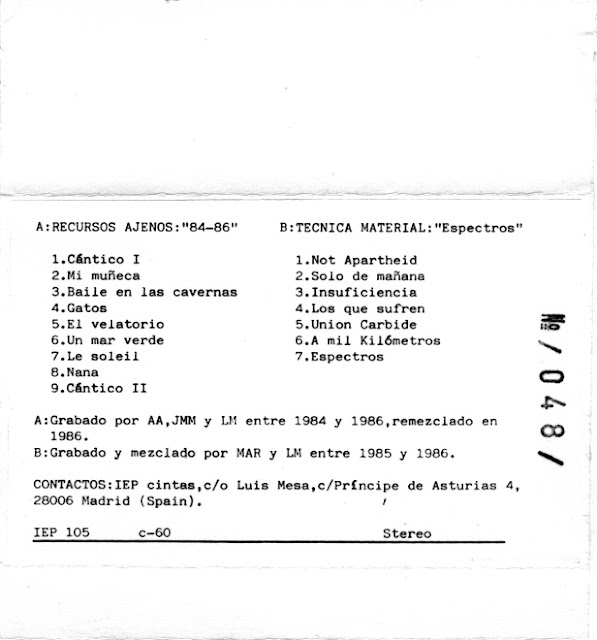 A:RECURSOS AJENOS:"84-86"
1.Cántico I
2.Mi muñeca
3.Baile en las cavernas
4.Gatos
5.El velatorio
6.Un mar verde
7.Le soleil
8.Nana
9.Cántico II
B:TECNICA MATERIAL:"Espectros"
1.Not Apartheid
2.Solo de mañana
3.Insuficiencia
4.Los que sufren
5.Union Carbide
6.A mil Kilómetros
7.Espectros
Nº/048/
A:Grabado por AA,JMM y LM entre 1984 y 1986,remezclado en
1986.
B:Grabado y mezclado por MAR y LM entre 1985 y 1986.
CONTACTOS:IEP cintas,c/o Luis Mesa,c/Príncipe de Asturias 4,
28006 Madrid (Spain).
IEP 105 c-60 Stereo